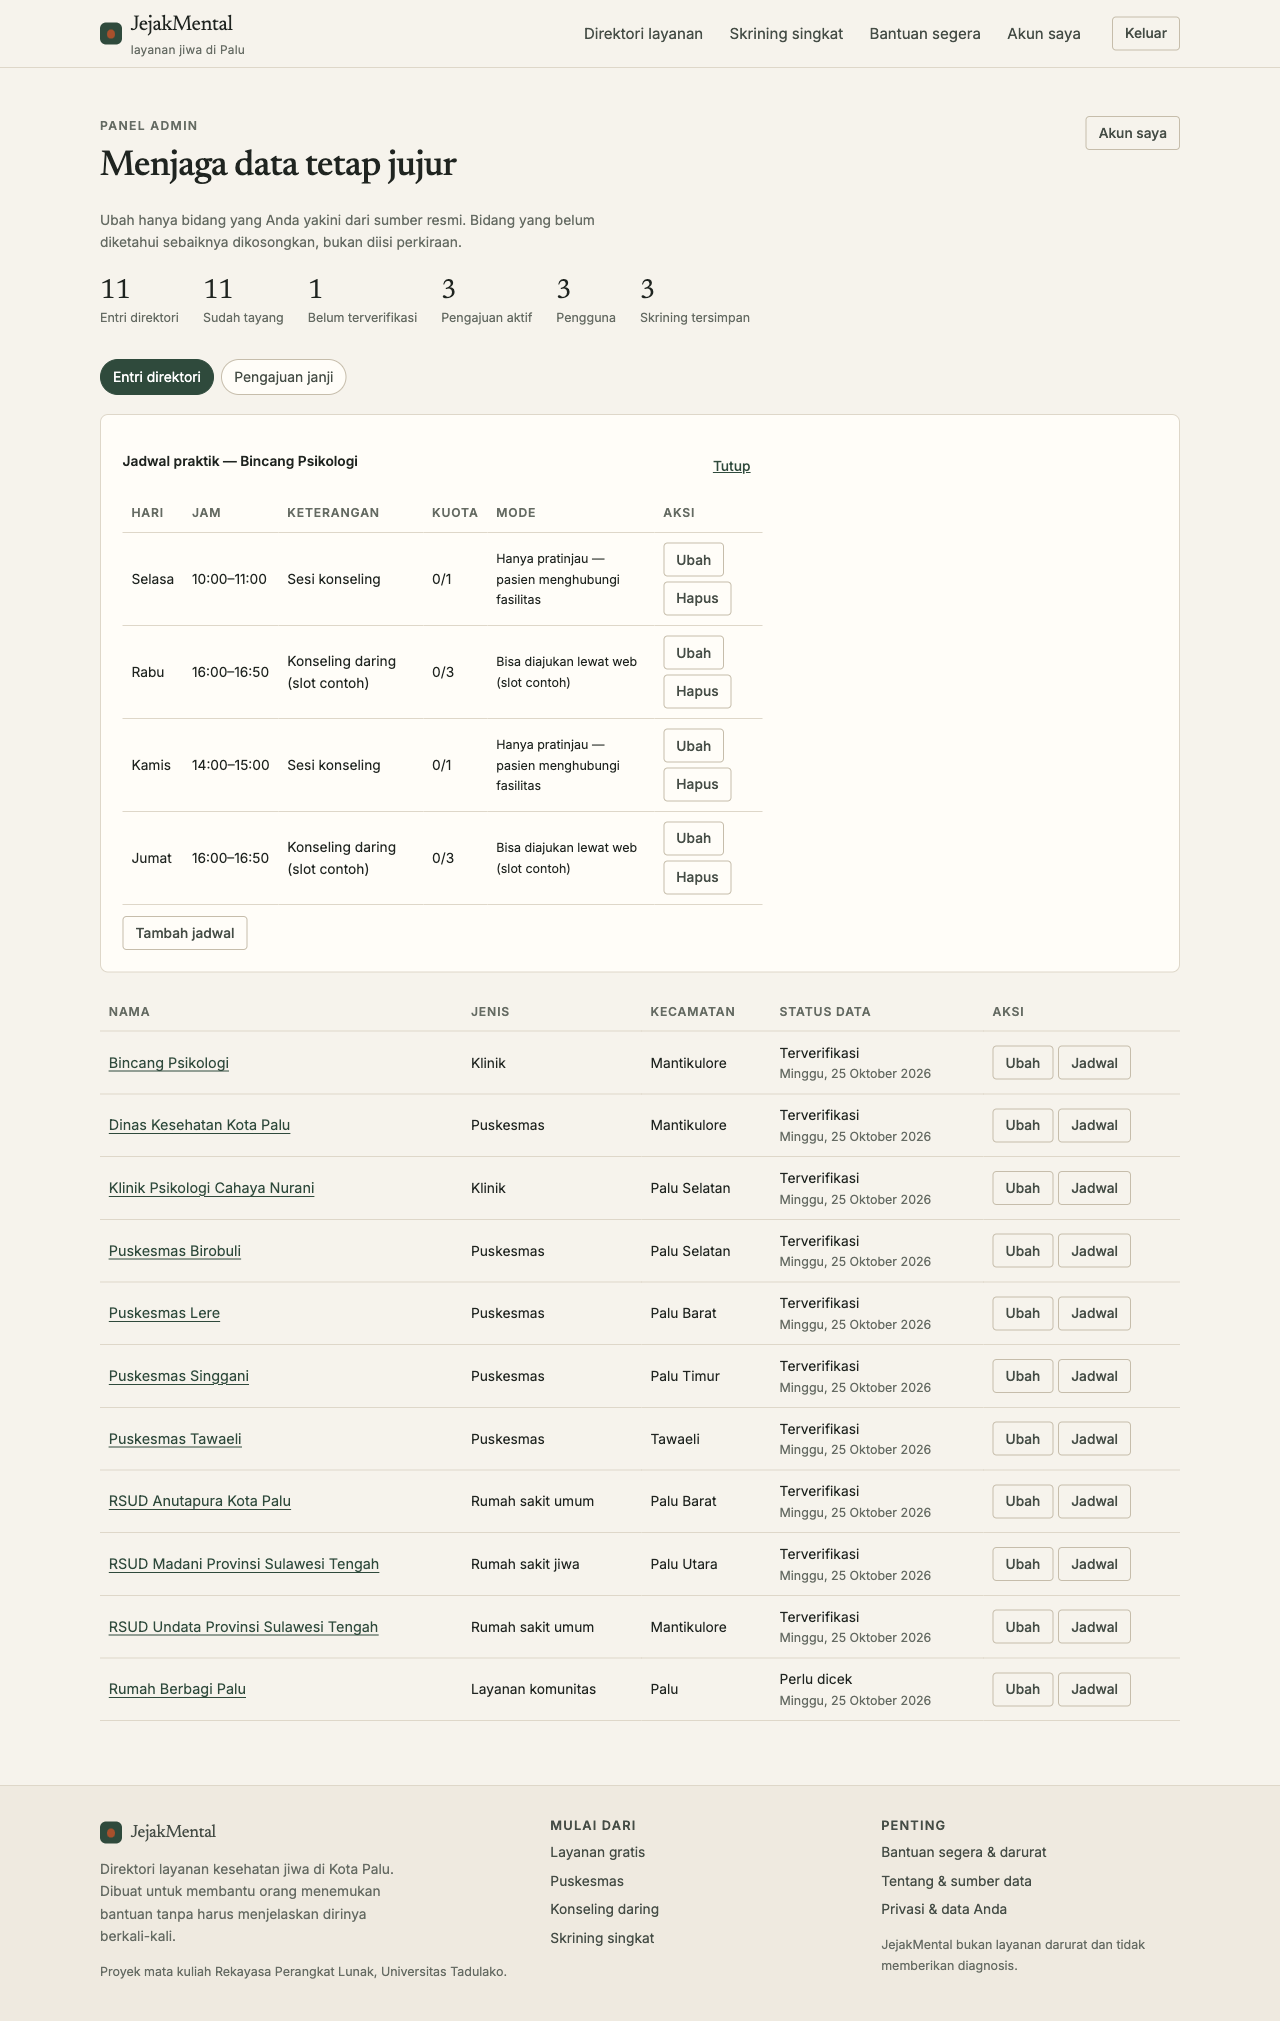 JejakMental
layanan jiwa di Palu
Direktori layanan
Skrining singkat
Bantuan segera
Akun saya
Keluar
PANEL ADMIN
Akun saya
Menjaga data tetap jujur
Ubah hanya bidang yang Anda yakini dari sumber resmi. Bidang yang belum
diketahui sebaiknya dikosongkan, bukan diisi perkiraan.
11 11 1 3 3 3
Entri direktori Sudah tayang Belum terverifikasi Pengajuan aktif Pengguna Skrining tersimpan
Entri direktori Pengajuan janji
Jadwal praktik — Bincang Psikologi
Tutup
HARI JAM KETERANGAN KUOTA MODE AKSI
Selasa 10:00–11:00 Sesi konseling 0/1 Hanya pratinjau —
pasien menghubungi
fasilitas
Ubah
Hapus
Rabu 16:00–16:50 Konseling daring
(slot contoh)
0/3 Bisa diajukan lewat web
(slot contoh)
Ubah
Hapus
Kamis 14:00–15:00 Sesi konseling 0/1 Hanya pratinjau —
pasien menghubungi
fasilitas
Ubah
Hapus
Jumat 16:00–16:50 Konseling daring
(slot contoh)
0/3 Bisa diajukan lewat web
(slot contoh)
Ubah
Hapus
Tambah jadwal
NAMA JENIS KECAMATAN STATUS DATA AKSI
Bincang Psikologi Klinik Mantikulore Terverifikasi
Minggu, 25 Oktober 2026
Ubah Jadwal
Dinas Kesehatan Kota Palu Puskesmas Mantikulore Terverifikasi
Minggu, 25 Oktober 2026
Ubah Jadwal
Klinik Psikologi Cahaya Nurani Klinik Palu Selatan Terverifikasi
Minggu, 25 Oktober 2026
Ubah Jadwal
Puskesmas Birobuli Puskesmas Palu Selatan Terverifikasi
Minggu, 25 Oktober 2026
Ubah Jadwal
Puskesmas Lere Puskesmas Palu Barat Terverifikasi
Minggu, 25 Oktober 2026
Ubah Jadwal
Puskesmas Singgani Puskesmas Palu Timur Terverifikasi
Minggu, 25 Oktober 2026
Ubah Jadwal
Puskesmas Tawaeli Puskesmas Tawaeli Terverifikasi
Minggu, 25 Oktober 2026
Ubah Jadwal
RSUD Anutapura Kota Palu Rumah sakit umum Palu Barat Terverifikasi
Minggu, 25 Oktober 2026
Ubah Jadwal
RSUD Madani Provinsi Sulawesi Tengah Rumah sakit jiwa Palu Utara Terverifikasi
Minggu, 25 Oktober 2026
Ubah Jadwal
RSUD Undata Provinsi Sulawesi Tengah Rumah sakit umum Mantikulore Terverifikasi
Minggu, 25 Oktober 2026
Ubah Jadwal
Rumah Berbagi Palu Layanan komunitas Palu Perlu dicek
Minggu, 25 Oktober 2026
Ubah Jadwal
JejakMental
Direktori layanan kesehatan jiwa di Kota Palu.
Dibuat untuk membantu orang menemukan
bantuan tanpa harus menjelaskan dirinya
berkali-kali.
Proyek mata kuliah Rekayasa Perangkat Lunak, Universitas Tadulako.
MULAI DARI
Layanan gratis
Puskesmas
Konseling daring
Skrining singkat
PENTING
Bantuan segera & darurat
Tentang & sumber data
Privasi & data Anda
JejakMental bukan layanan darurat dan tidak
memberikan diagnosis.